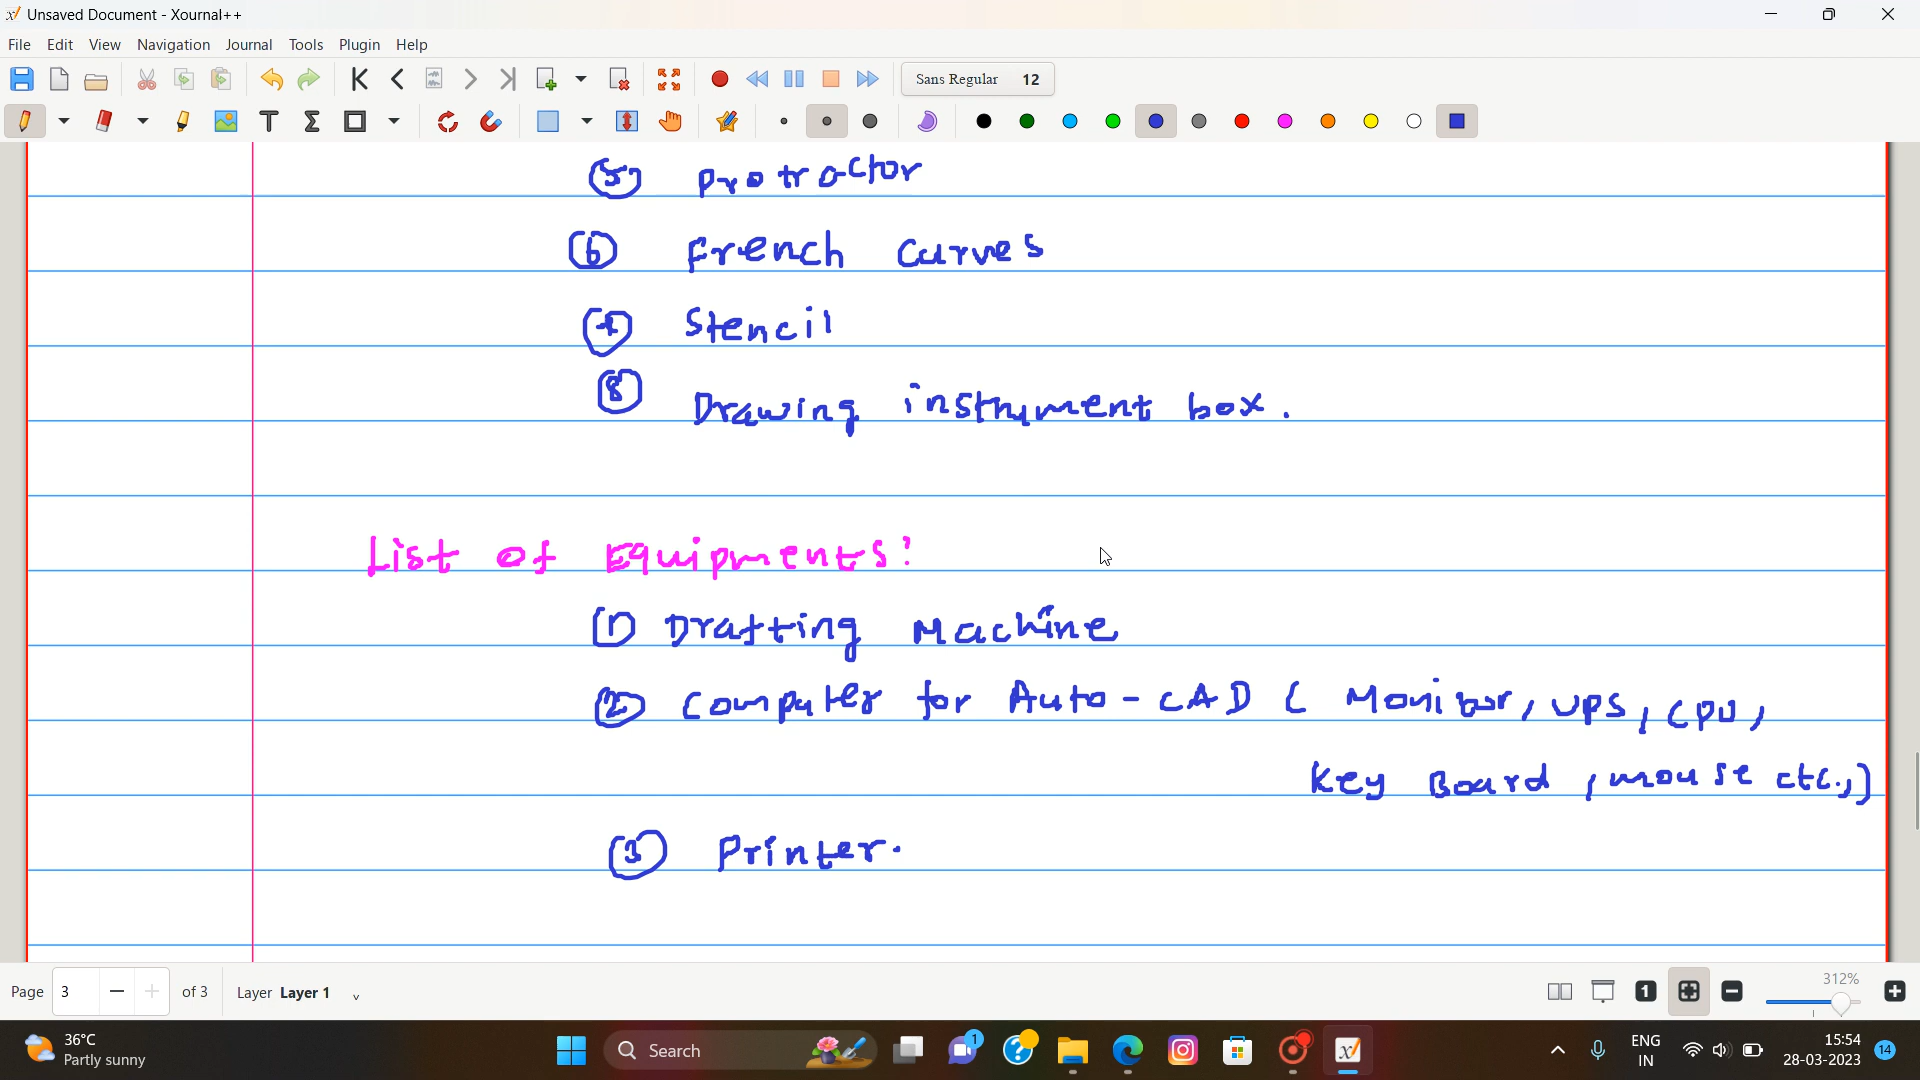 Unsaved Document - Xournal++
File Edit View Navigation Journal Tools Plugin Help
Sans Regular 12
5 Protractor
6 French Curves
7 Stencil
8 Drawing instrument box.
List of Equipments:
1 Drafting Machine
2 Computer for Auto-CAD ( Monitor, UPS, CPU,
Key Board, mouse etc.,)
3 Printer.
Page 3 of 3 Layer Layer 1 312%
36°C
Partly sunny
Search
1
ENG
IN
15:54
28-03-2023
14